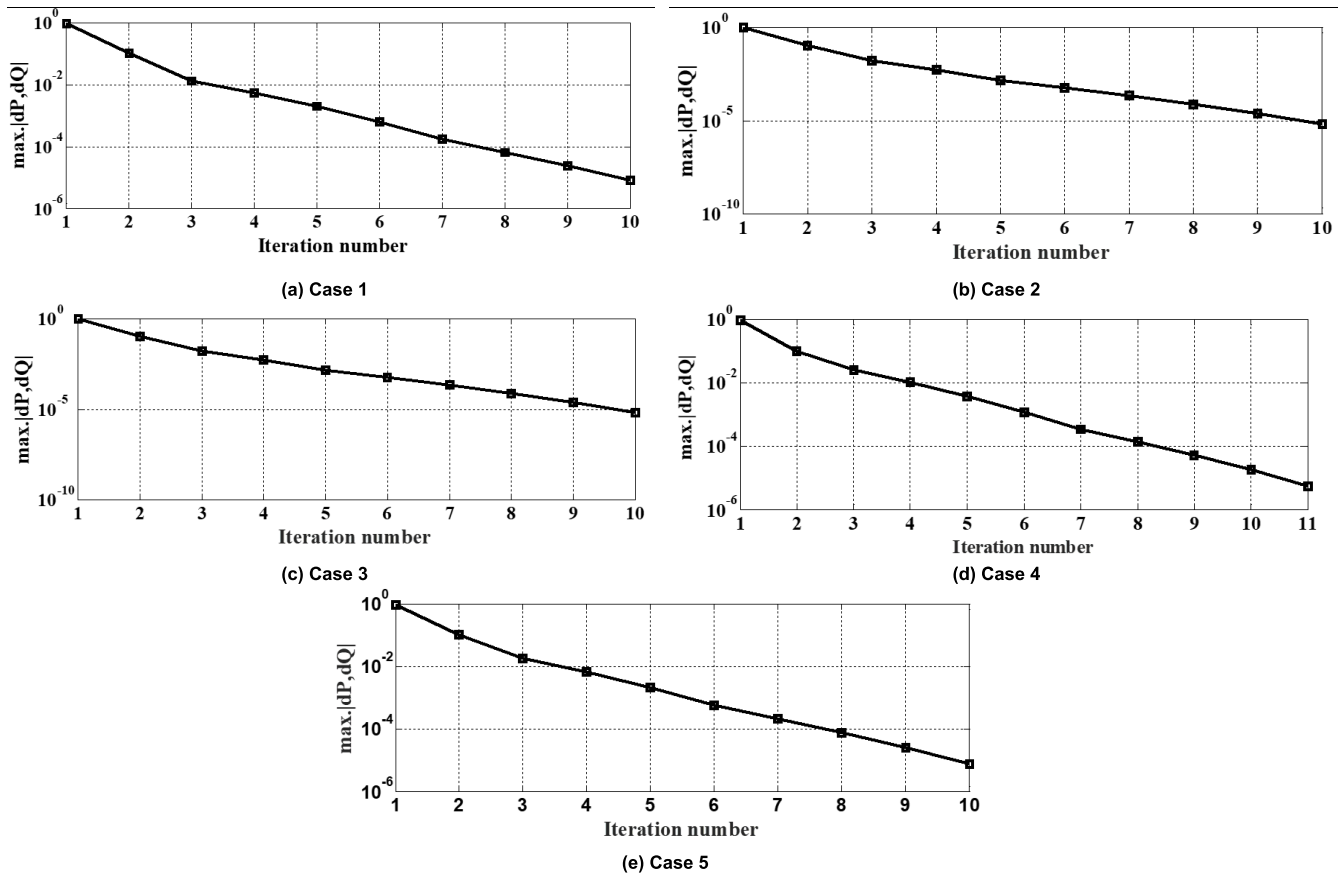 10^0
10^-2
10^-4
10^-6
max.|dP,dQ|
1 2 3 4 5 6 7 8 9 10
Iteration number
(a) Case 1
10^0
10^-5
10^-10
max.|dP,dQ|
1 2 3 4 5 6 7 8 9 10
Iteration number
(b) Case 2
10^0
10^-5
10^-10
max.|dP,dQ|
1 2 3 4 5 6 7 8 9 10
Iteration number
(c) Case 3
10^0
10^-2
10^-4
10^-6
max.|dP,dQ|
1 2 3 4 5 6 7 8 9 10 11
Iteration number
(d) Case 4
10^0
10^-2
10^-4
10^-6
max.|dP,dQ|
1 2 3 4 5 6 7 8 9 10
Iteration number
(e) Case 5